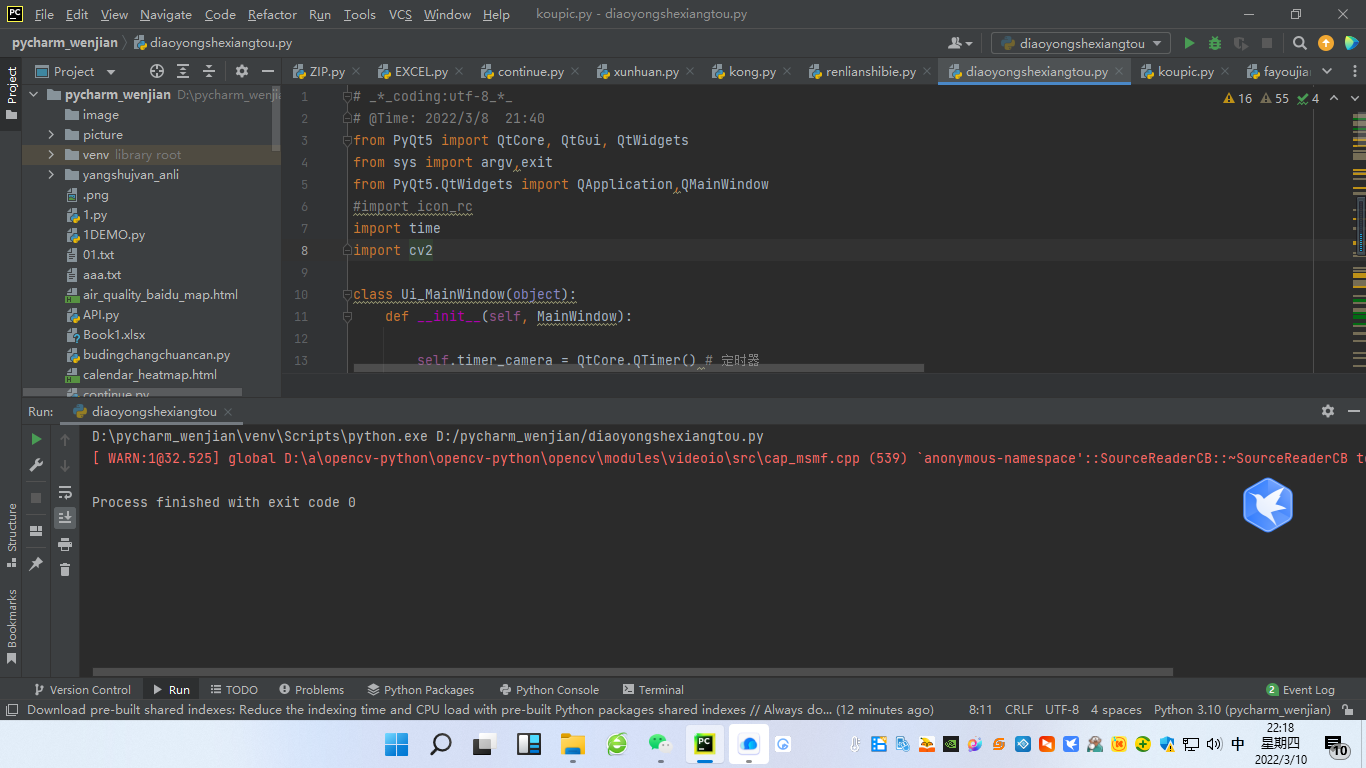 File Edit View Navigate Code Refactor Run Tools VCS Window Help koupic.py - diaoyongshexiangtou.py
pycharm_wenjian diaoyongshexiangtou.py diaoyongshexiangtou
Project
Project
ZIP.py EXCEL.py continue.py xunhuan.py kong.py renlianshibie.py diaoyongshexiangtou.py koupic.py fayoujia
pycharm_wenjian D:\pycharm_wenji
image
picture
venv library root
yangshujvan_anli
.png
1.py
1DEMO.py
01.txt
aaa.txt
air_quality_baidu_map.html
API.py
Book1.xlsx
budingchangchuancan.py
calendar_heatmap.html
continue.py
16 55 4
1 # _*_coding:utf-8_*_
2 # @Time: 2022/3/8 21:40
3 from PyQt5 import QtCore, QtGui, QtWidgets
4 from sys import argv,exit
5 from PyQt5.QtWidgets import QApplication,QMainWindow
6 #import icon_rc
7 import time
8 import cv2
9
10 class Ui_MainWindow(object):
11 def __init__(self, MainWindow):
12
13 self.timer_camera = QtCore.QTimer() # 定时器
Run: diaoyongshexiangtou
D:\pycharm_wenjian\venv\Scripts\python.exe D:/pycharm_wenjian/diaoyongshexiangtou.py
[ WARN:1@32.525] global D:\a\opencv-python\opencv-python\opencv\modules\videoio\src\cap_msmf.cpp (539) `anonymous-namespace'::SourceReaderCB::~SourceReaderCB te
Process finished with exit code 0
Structure
Bookmarks
Version Control Run TODO Problems Python Packages Python Console Terminal 2 Event Log
Download pre-built shared indexes: Reduce the indexing time and CPU load with pre-built Python packages shared indexes // Always do... (12 minutes ago) 8:11 CRLF UTF-8 4 spaces Python 3.10 (pycharm_wenjian)
中
22:18
星期四
2022/3/10
10